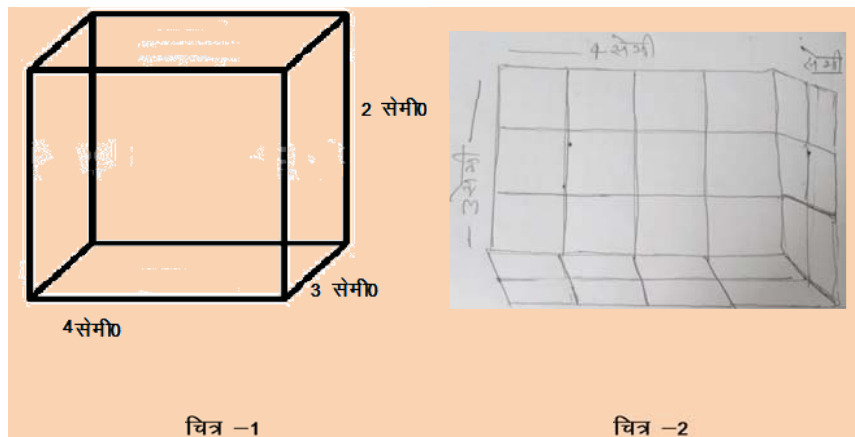 2 सेमी0
3 सेमी0
4सेमी0
चित्र –1
4 सेमी
सेमी
– 3 सेमी –
चित्र –2